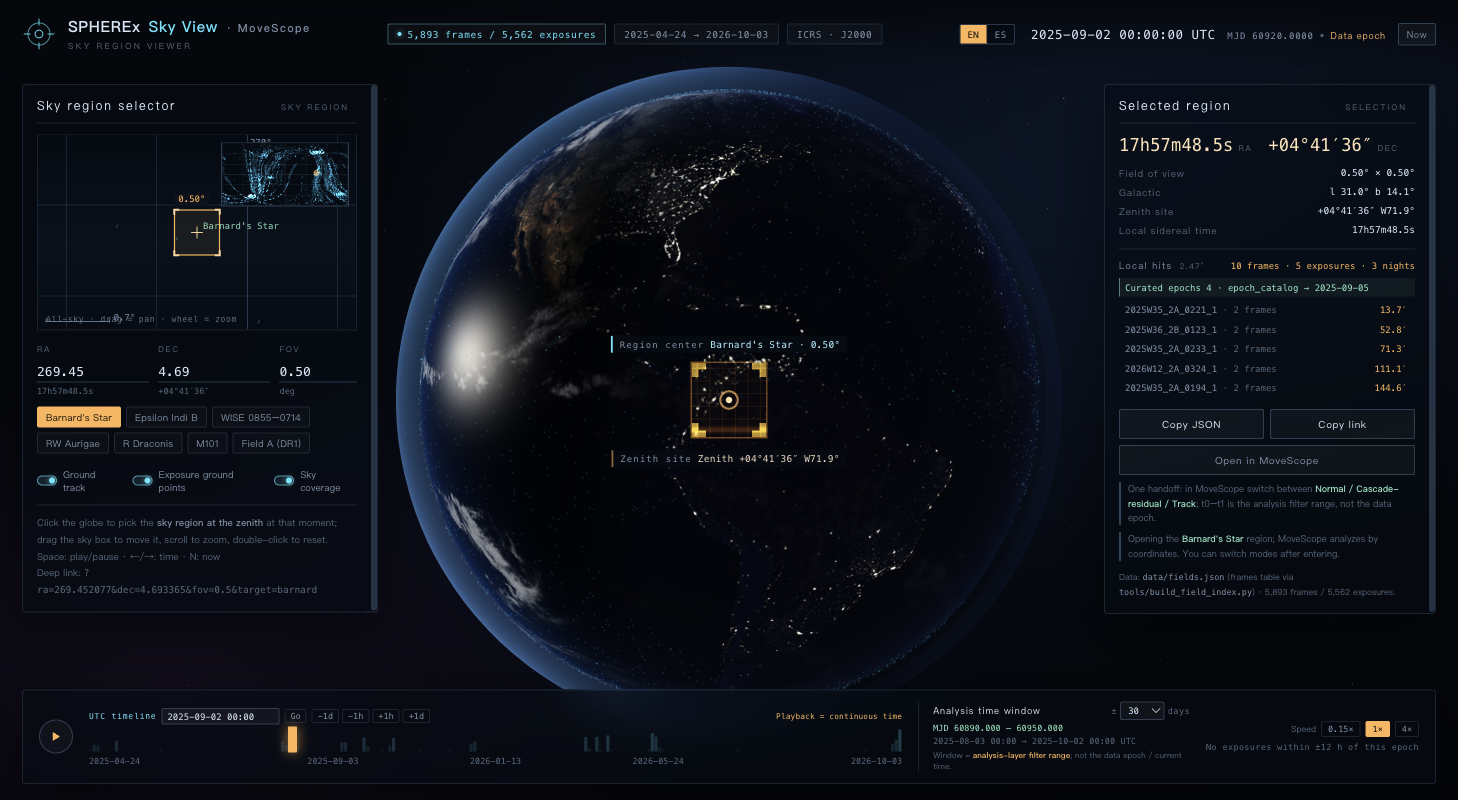 SPHEREx Sky View · MoveScope
SKY REGION VIEWER
5,893 frames / 5,562 exposures
2025-04-24 → 2026-10-03
ICRS · J2000
EN ES
2025-09-02 00:00:00 UTC MJD 60920.0000 • Data epoch
Now
Sky region selector
SKY REGION
270°
0.50°
Barnard's Star
0.7°
All-sky · drag = pan · wheel = zoom
RA DEC FOV
269.45 4.69 0.50
17h57m48.5s +04°41′36″ deg
Barnard's Star Epsilon Indi B WISE 0855−0714
RW Aurigae R Draconis M101 Field A (DR1)
Ground track
Exposure ground points
Sky coverage
Click the globe to pick the sky region at the zenith at that moment;
drag the sky box to move it, scroll to zoom, double-click to reset.
Space: play/pause · ←/→: time · N: now
Deep link: ?
ra=269.452077&dec=4.693365&fov=0.5&target=barnard
Region center Barnard's Star · 0.50°
Zenith site Zenith +04°41′36″ W71.9°
Selected region
SELECTION
17h57m48.5s RA +04°41′36″ DEC
Field of view 0.50° × 0.50°
Galactic l 31.0° b 14.1°
Zenith site +04°41′36″ W71.9°
Local sidereal time 17h57m48.5s
Local hits 2.47° 10 frames · 5 exposures · 3 nights
Curated epochs 4 · epoch_catalog → 2025-09-05
2025W35_2A_0221_1 · 2 frames 13.7′
2025W36_2B_0123_1 · 2 frames 52.8′
2025W35_2A_0233_1 · 2 frames 71.3′
2026W12_2A_0324_1 · 2 frames 111.1′
2025W35_2A_0194_1 · 2 frames 144.6′
Copy JSON Copy link
Open in MoveScope
One handoff: in MoveScope switch between Normal / Cascade-
residual / Track; t0–t1 is the analysis filter range, not the data
epoch.
Opening the Barnard's Star region; MoveScope analyzes by
coordinates. You can switch modes after entering.
Data: data/fields.json (frames table via
tools/build_field_index.py) · 5,893 frames / 5,562 exposures.
UTC timeline 2025-09-02 00:00 Go −1d −1h +1h +1d
Playback = continuous time
2025-04-24 2025-09-03 2026-01-13 2026-05-24 2026-10-03
Analysis time window ± 30 days
MJD 60890.000 — 60950.000
2025-08-03 00:00 → 2025-10-02 00:00 UTC
Window = analysis-layer filter range; not the data epoch / current
time.
Speed 0.15× 1× 4×
No exposures within ±12 h of this epoch